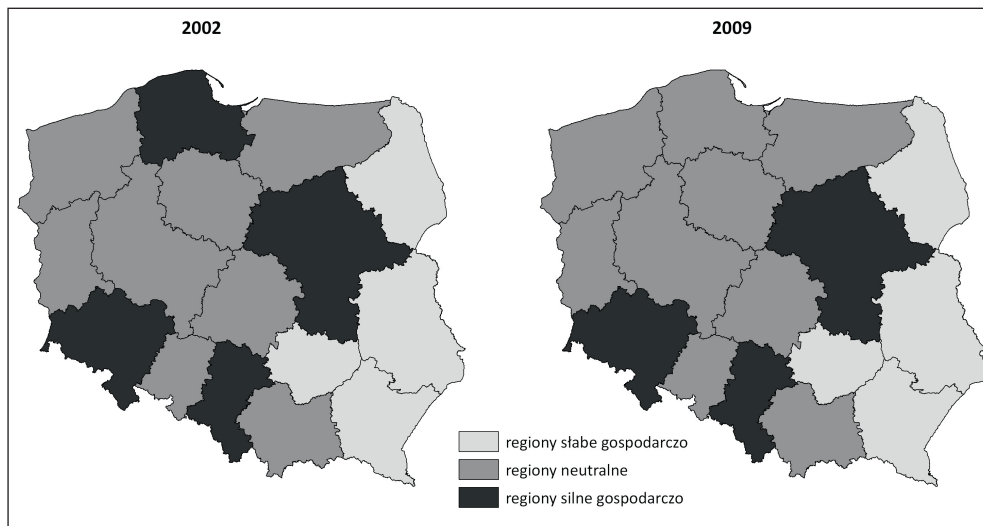 2002
2009
regiony słabe gospodarczo
regiony neutralne
regiony silne gospodarczo